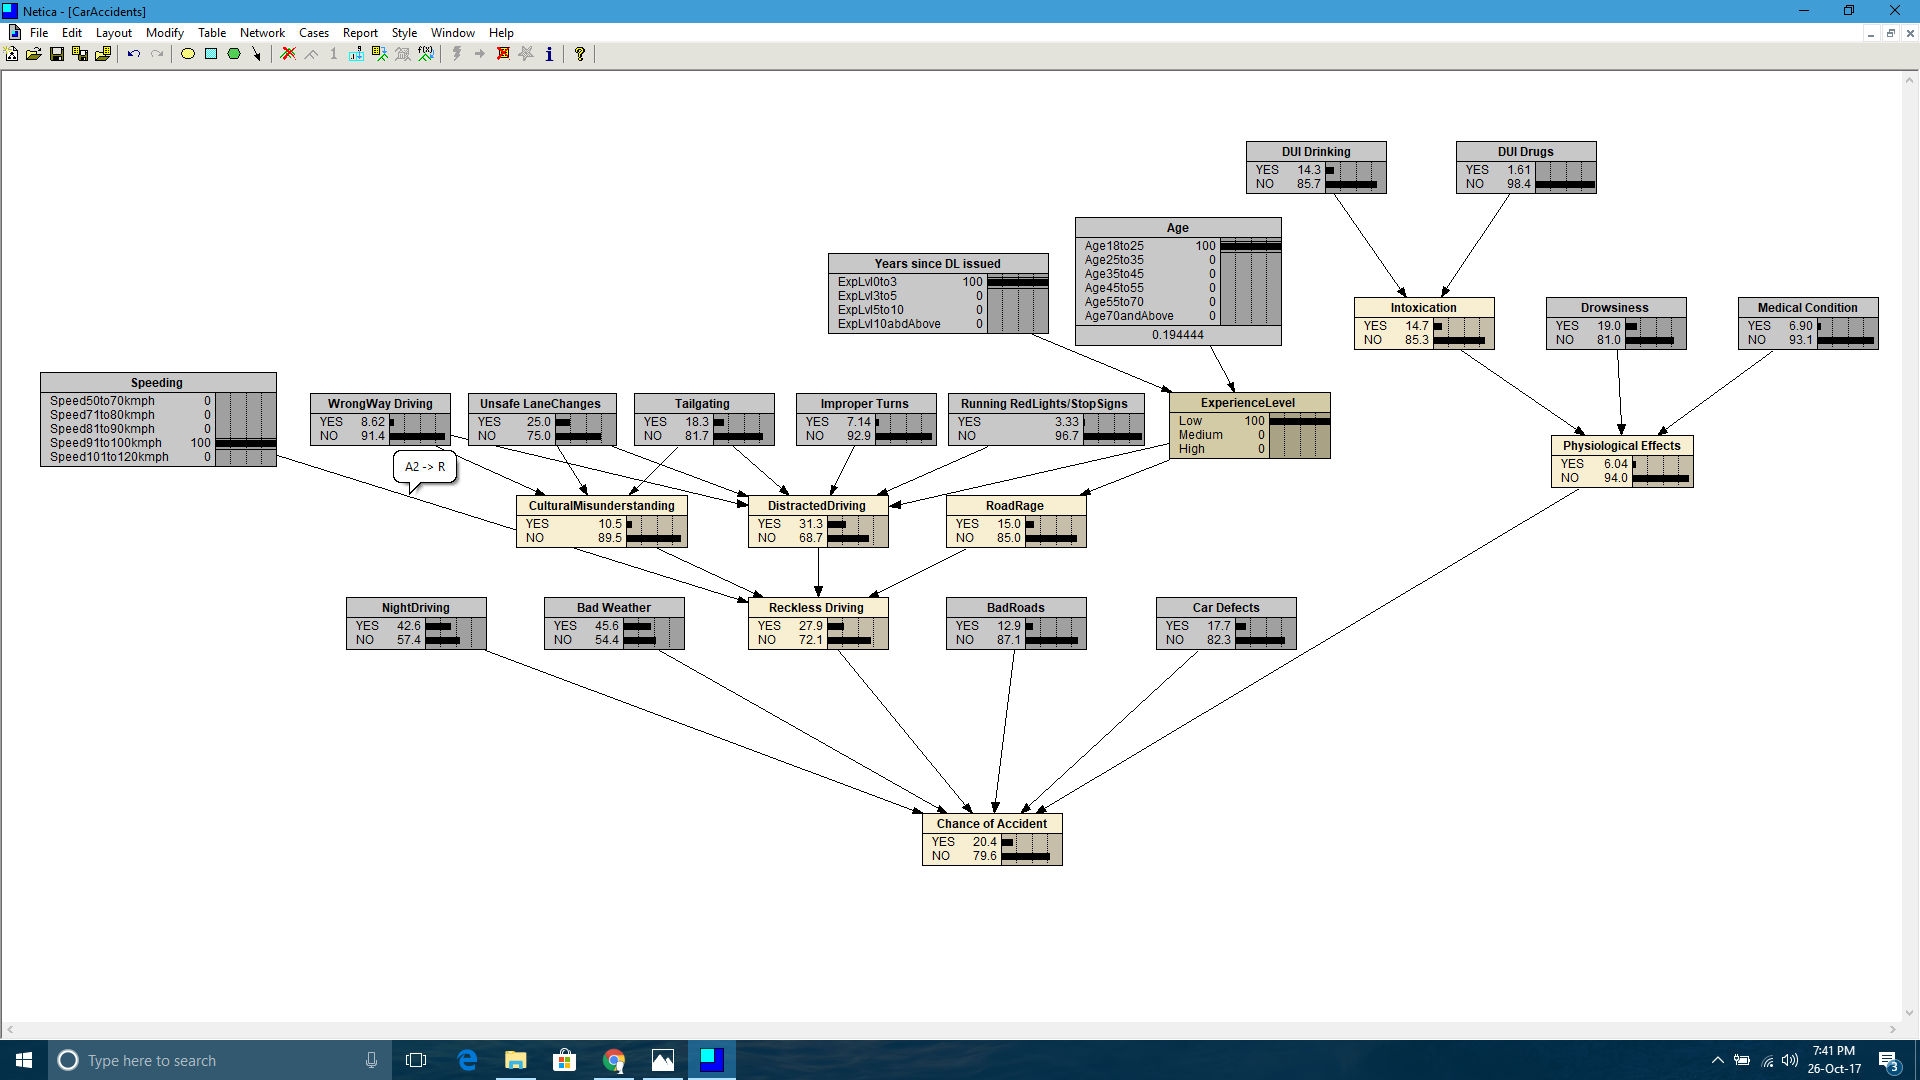 Netica - [CarAccidents]
File Edit Layout Modify Table Network Cases Report Style Window Help
DUI Drinking
YES 14.3
NO 85.7
DUI Drugs
YES 1.61
NO 98.4
Age
Age18to25 100
Age25to35 0
Age35to45 0
Age45to55 0
Age55to70 0
Age70andAbove 0
0.194444
Years since DL issued
ExpLvl0to3 100
ExpLvl3to5 0
ExpLvl5to10 0
ExpLvl10abdAbove 0
Intoxication
YES 14.7
NO 85.3
Drowsiness
YES 19.0
NO 81.0
Medical Condition
YES 6.90
NO 93.1
Speeding
Speed50to70kmph 0
Speed71to80kmph 0
Speed81to90kmph 0
Speed91to100kmph 100
Speed101to120kmph 0
WrongWay Driving
YES 8.62
NO 91.4
Unsafe LaneChanges
YES 25.0
NO 75.0
Tailgating
YES 18.3
NO 81.7
Improper Turns
YES 7.14
NO 92.9
Running RedLights/StopSigns
YES 3.33
NO 96.7
ExperienceLevel
Low 100
Medium 0
High 0
Physiological Effects
YES 6.04
NO 94.0
A2 -> R
CulturalMisunderstanding
YES 10.5
NO 89.5
DistractedDriving
YES 31.3
NO 68.7
RoadRage
YES 15.0
NO 85.0
NightDriving
YES 42.6
NO 57.4
Bad Weather
YES 45.6
NO 54.4
Reckless Driving
YES 27.9
NO 72.1
BadRoads
YES 12.9
NO 87.1
Car Defects
YES 17.7
NO 82.3
Chance of Accident
YES 20.4
NO 79.6
Type here to search
7:41 PM
26-Oct-17
3